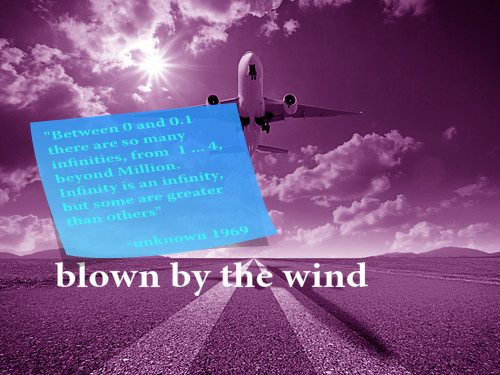 "Between 0 and 0.1
there are so many
infinities, from 1 ... 4,
beyond Million.
Infinity is an infinity,
but some are greater
than others"
-unknown 1969
blown by the wind